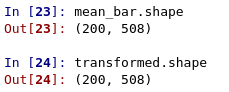 In [23]: mean_bar.shape
Out[23]: (200, 508)
In [24]: transformed.shape
Out[24]: (200, 508)